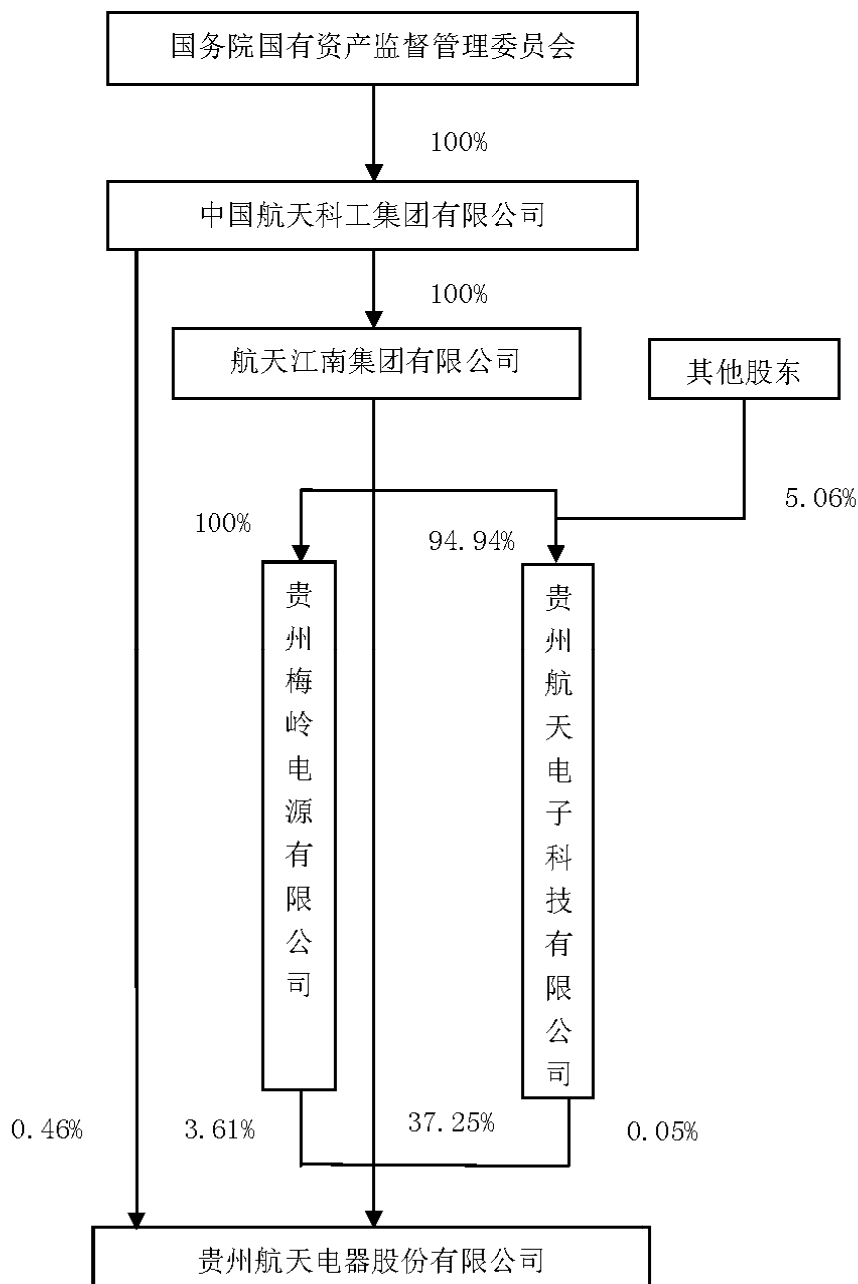 国务院国有资产监督管理委员会
100%
中国航天科工集团有限公司
100%
航天江南集团有限公司
其他股东
5.06%
100%
94.94%
贵州梅岭电源有限公司
贵州航天电子科技有限公司
0.46%
3.61%
37.25%
0.05%
贵州航天电器股份有限公司